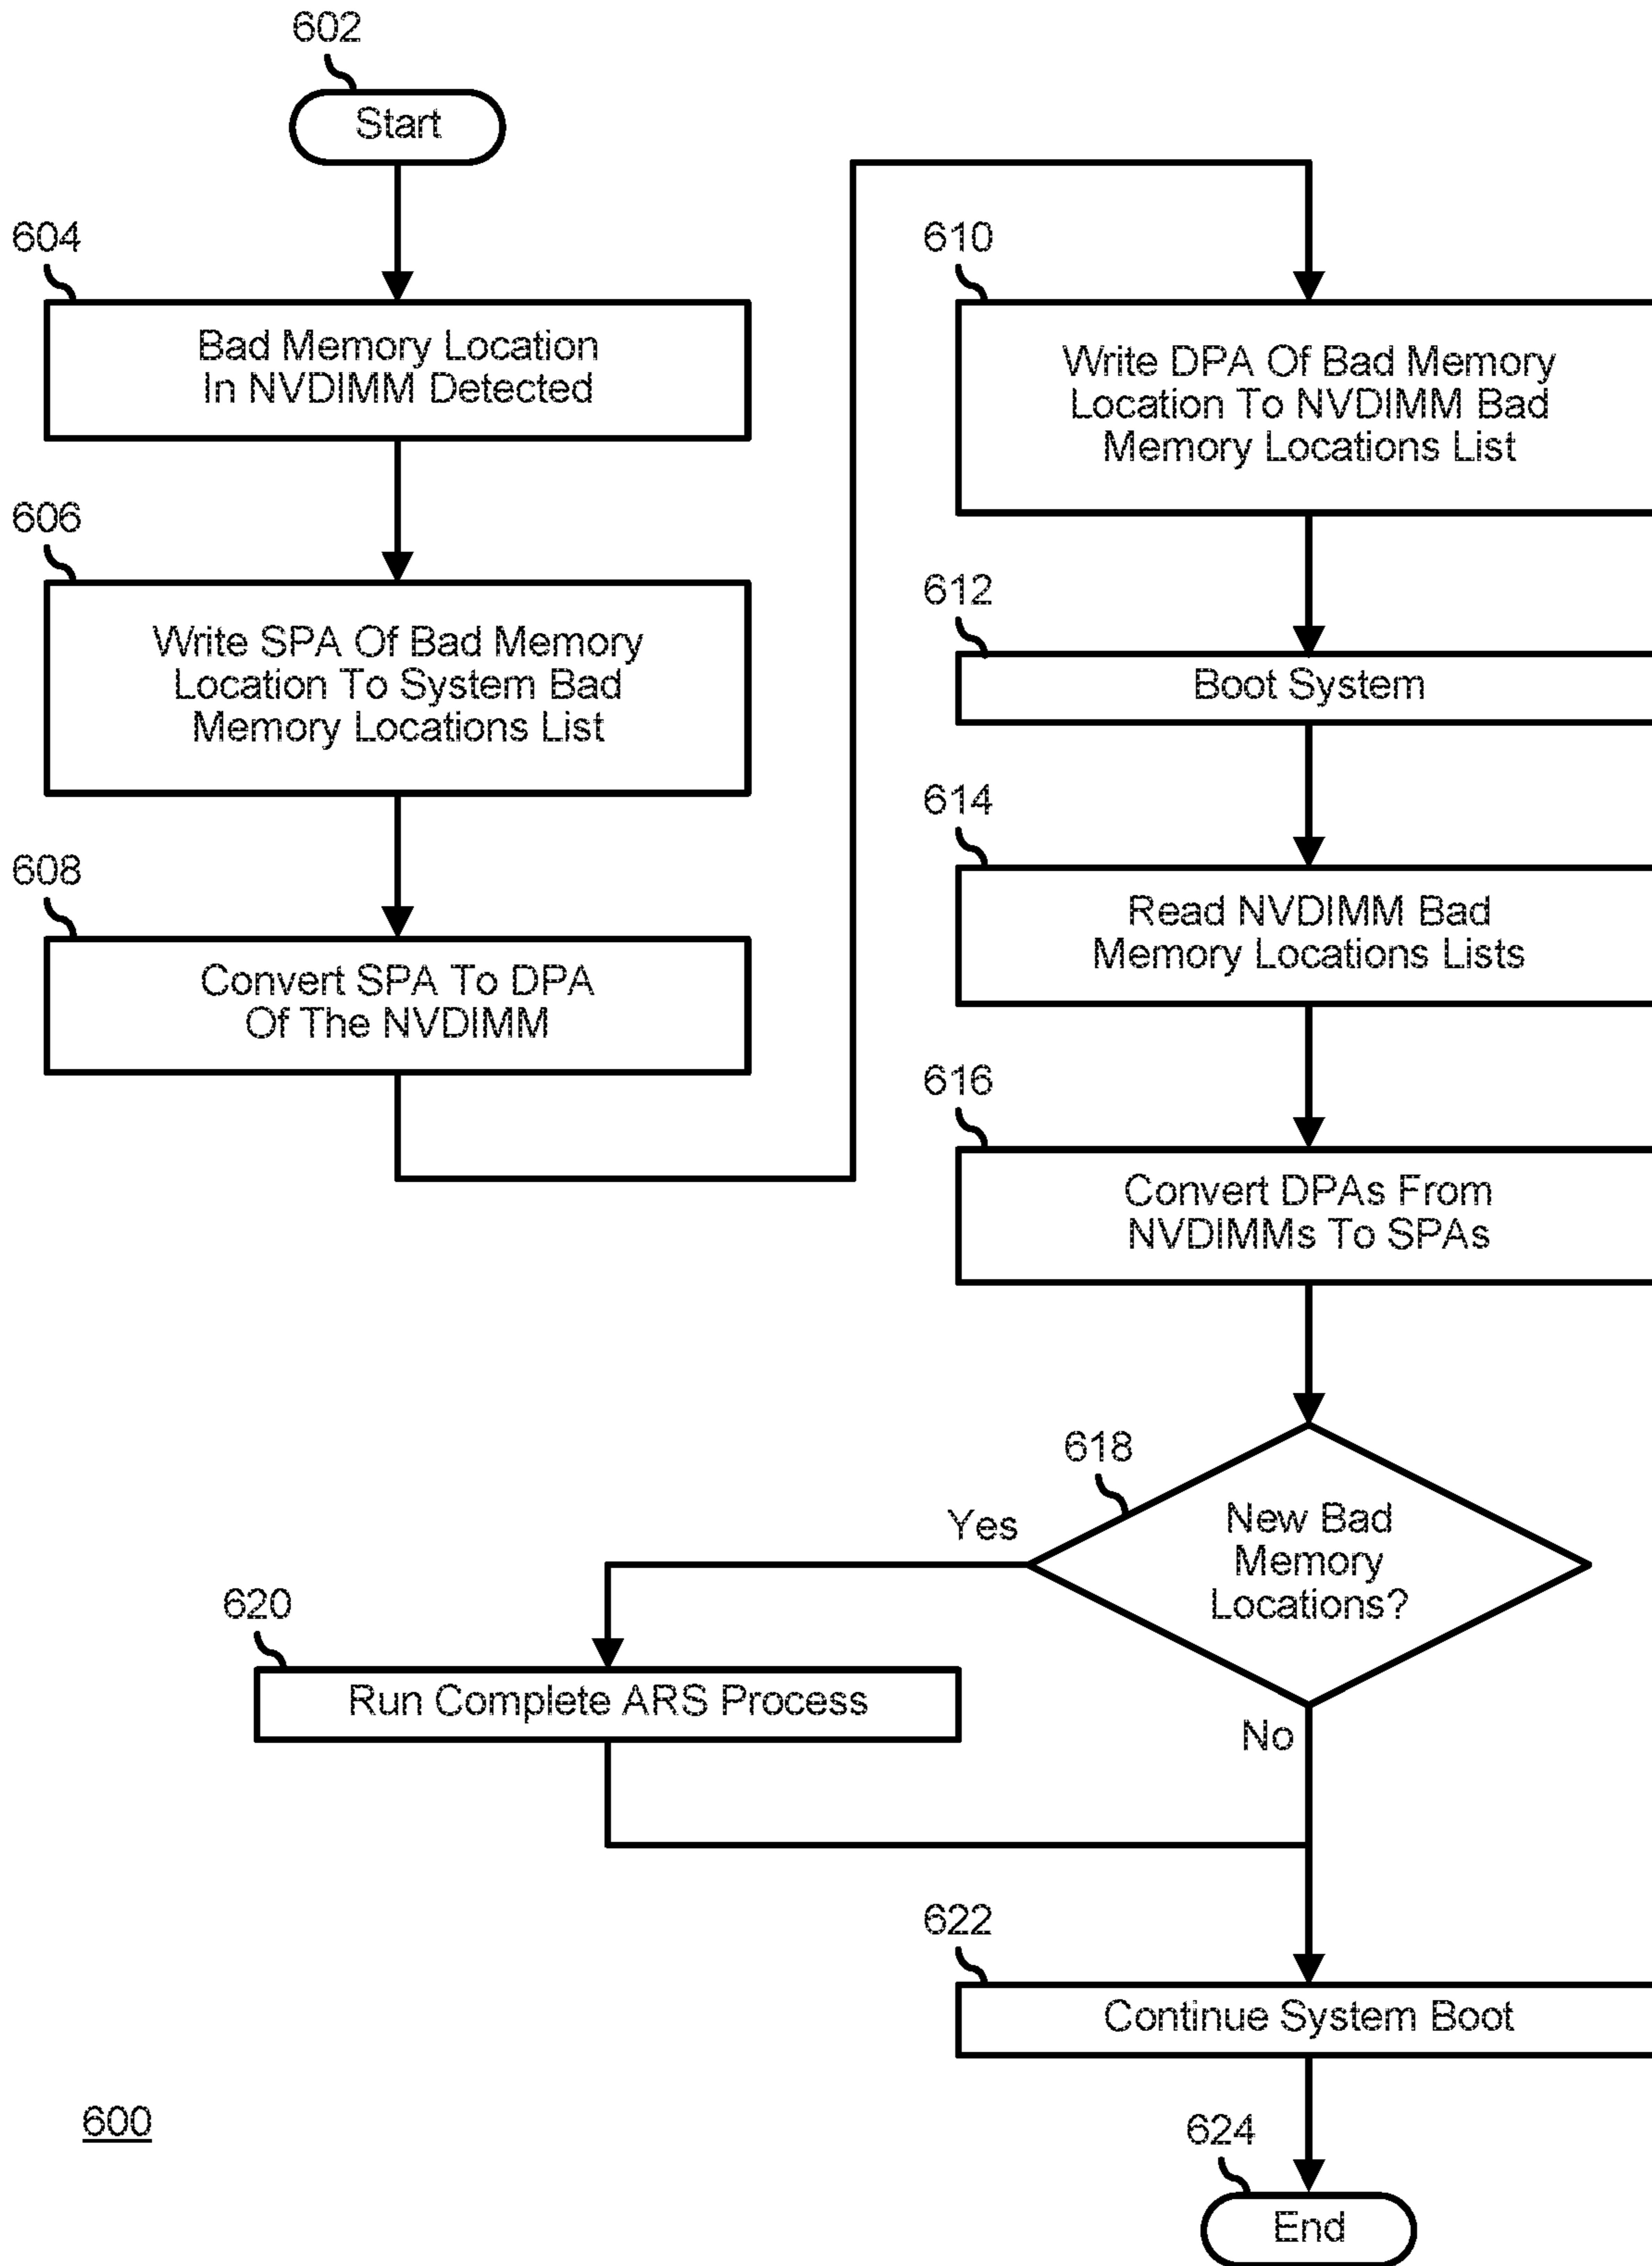 602
Start
604
Bad Memory Location
In NVDIMM Detected
606
Write SPA Of Bad Memory
Location To System Bad
Memory Locations List
608
Convert SPA To DPA
Of The NVDIMM
610
Write DPA Of Bad Memory
Location To NVDIMM Bad
Memory Locations List
612
Boot System
614
Read NVDIMM Bad
Memory Locations Lists
616
Convert DPAs From
NVDIMMs To SPAs
618
New Bad
Memory
Locations?
Yes
No
620
Run Complete ARS Process
622
Continue System Boot
624
End
600